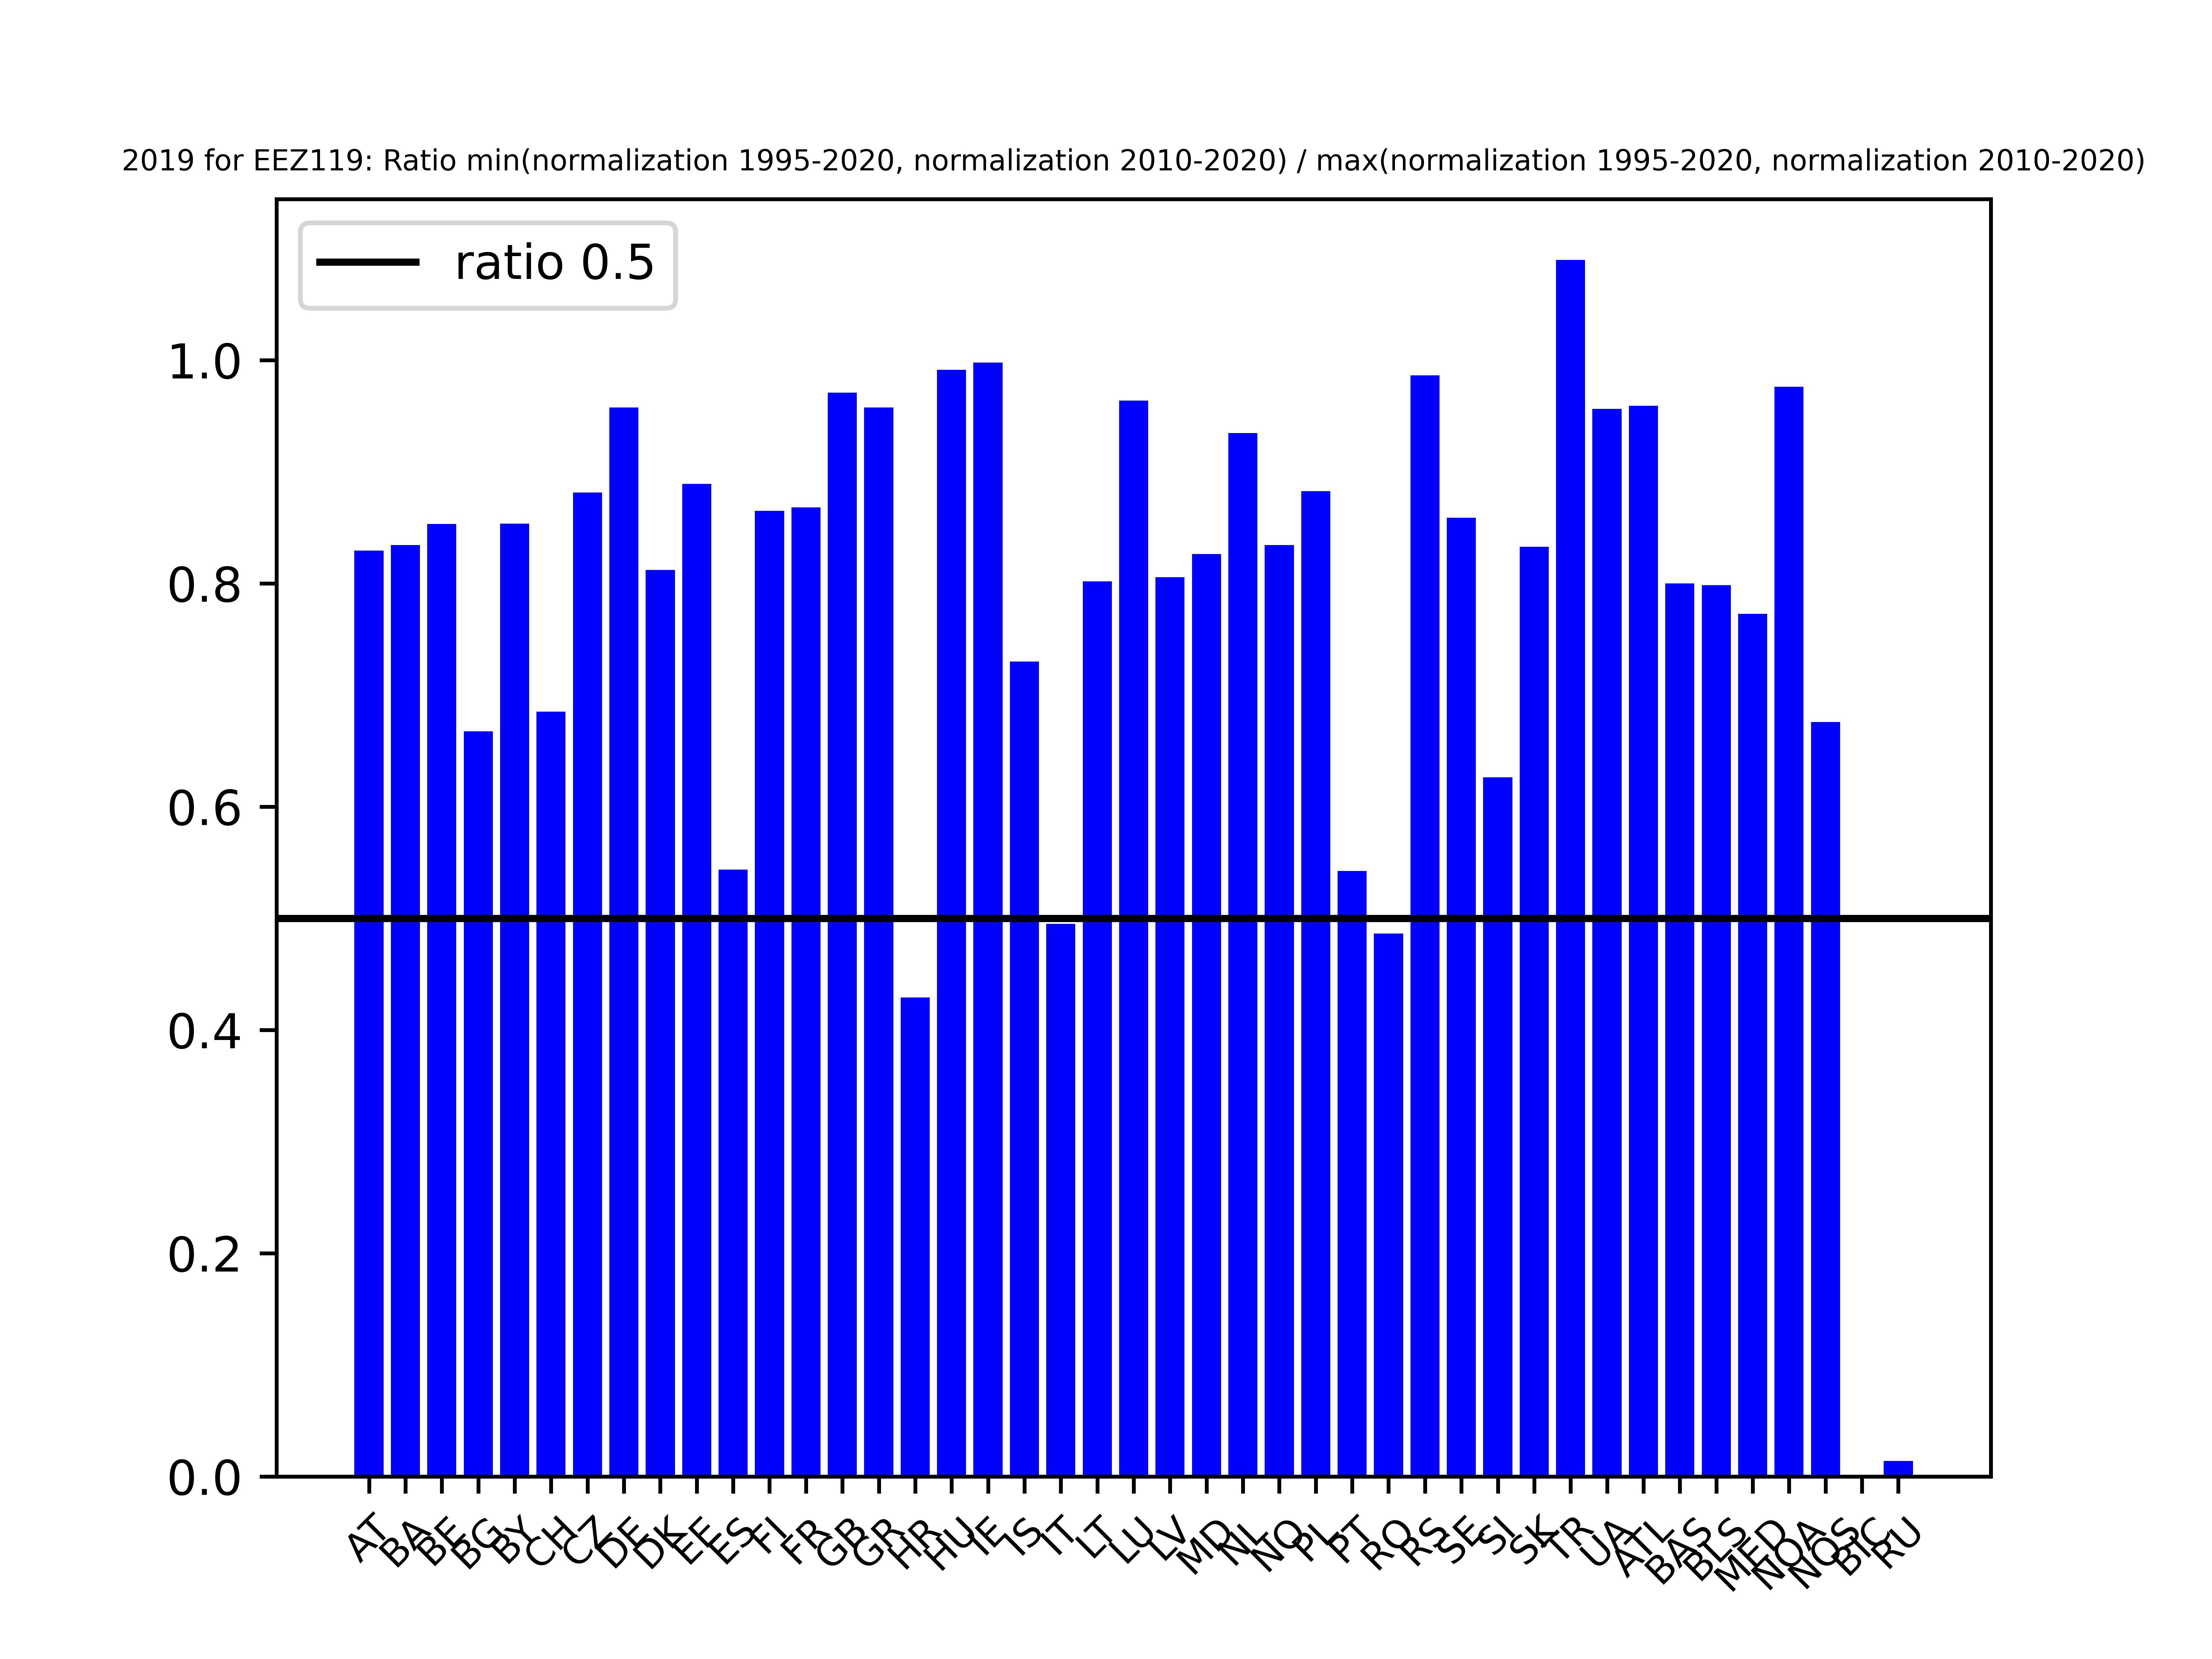 2019 for EEZ119: Ratio min(normalization 1995-2020, normalization 2010-2020) / max(normalization 1995-2020, normalization 2010-2020)
ratio 0.5
1.0
0.8
0.6
0.4
0.2
0.0
AT BA BE BG BY CH CZ DE DK EE ES FI FR GB GR HR HU IE IS IT LT LU LV MD NL NO PL PT RO RS SE SI SK TR UA ATL BAS BLS MED NOA NOS BIC RU